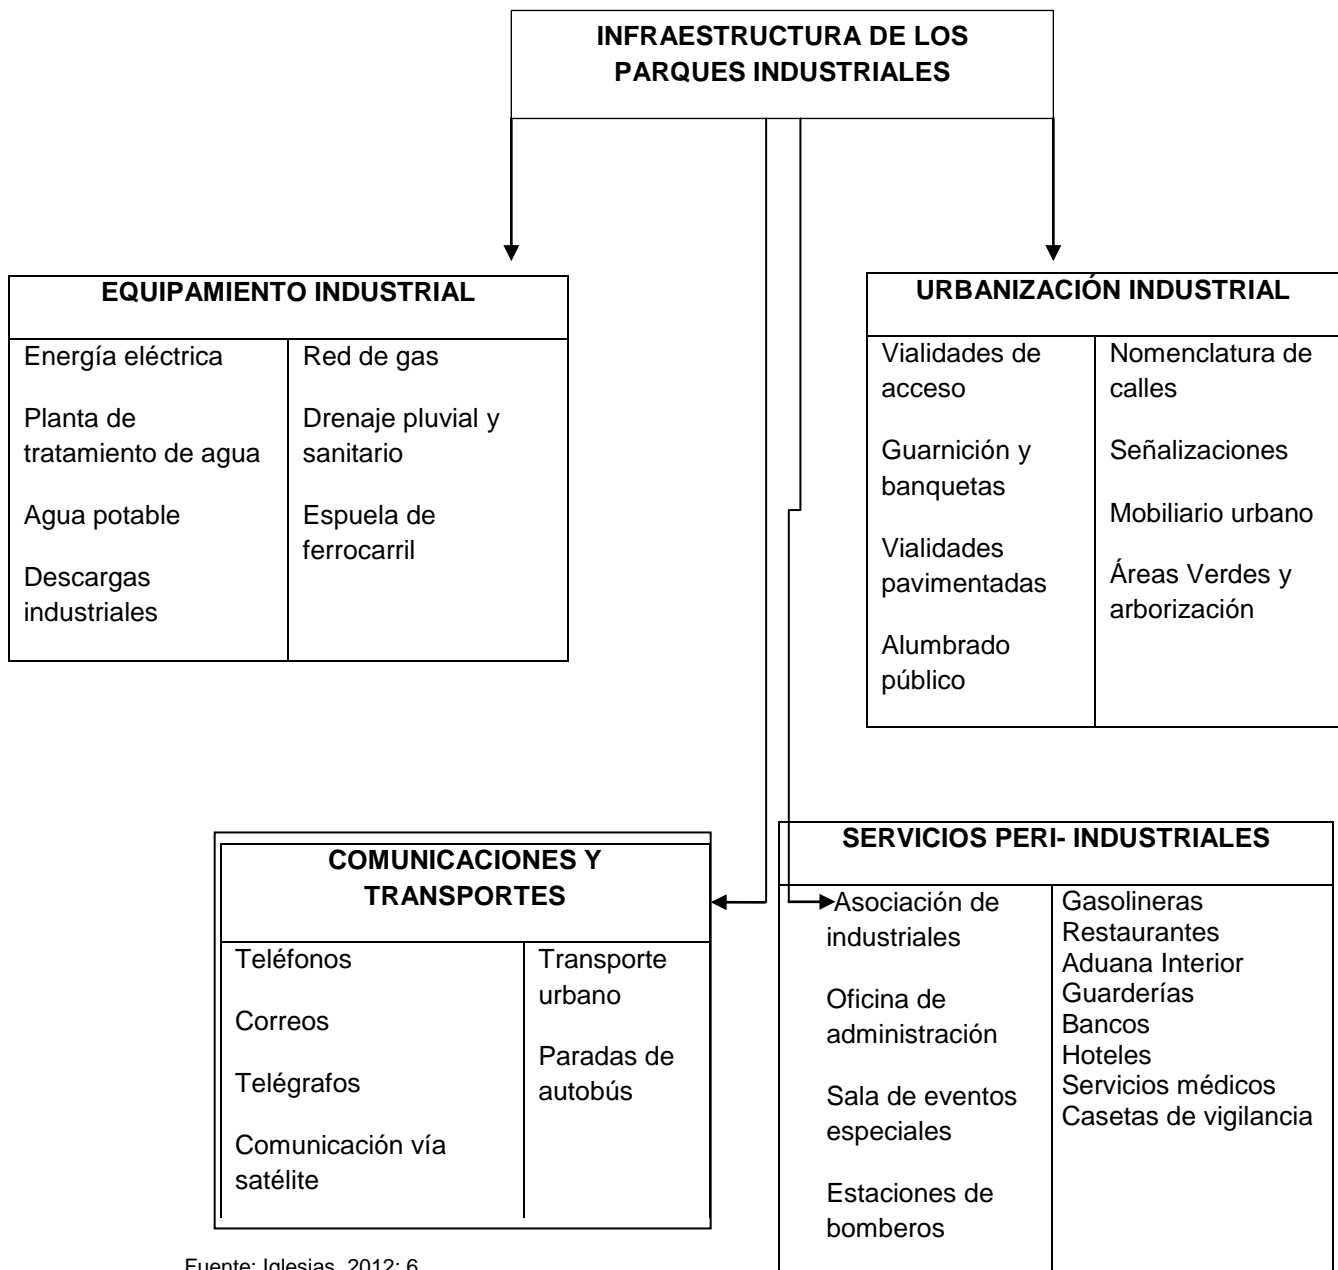 INFRAESTRUCTURA DE LOS
PARQUES INDUSTRIALES
EQUIPAMIENTO INDUSTRIAL
Energía eléctrica
Planta de
tratamiento de agua
Agua potable
Descargas
industriales
Red de gas
Drenaje pluvial y
sanitario
Espuela de
ferrocarril
URBANIZACIÓN INDUSTRIAL
Vialidades de
acceso
Guarnición y
banquetas
Vialidades
pavimentadas
Alumbrado
público
Nomenclatura de
calles
Señalizaciones
Mobiliario urbano
Áreas Verdes y
arborización
COMUNICACIONES Y
TRANSPORTES
Teléfonos
Correos
Telégrafos
Comunicación vía
satélite
Transporte
urbano
Paradas de
autobús
SERVICIOS PERI- INDUSTRIALES
Asociación de
industriales
Oficina de
administración
Sala de eventos
especiales
Estaciones de
bomberos
Gasolineras
Restaurantes
Aduana Interior
Guarderías
Bancos
Hoteles
Servicios médicos
Casetas de vigilancia
Fuente: Iglesias, 2012: 6